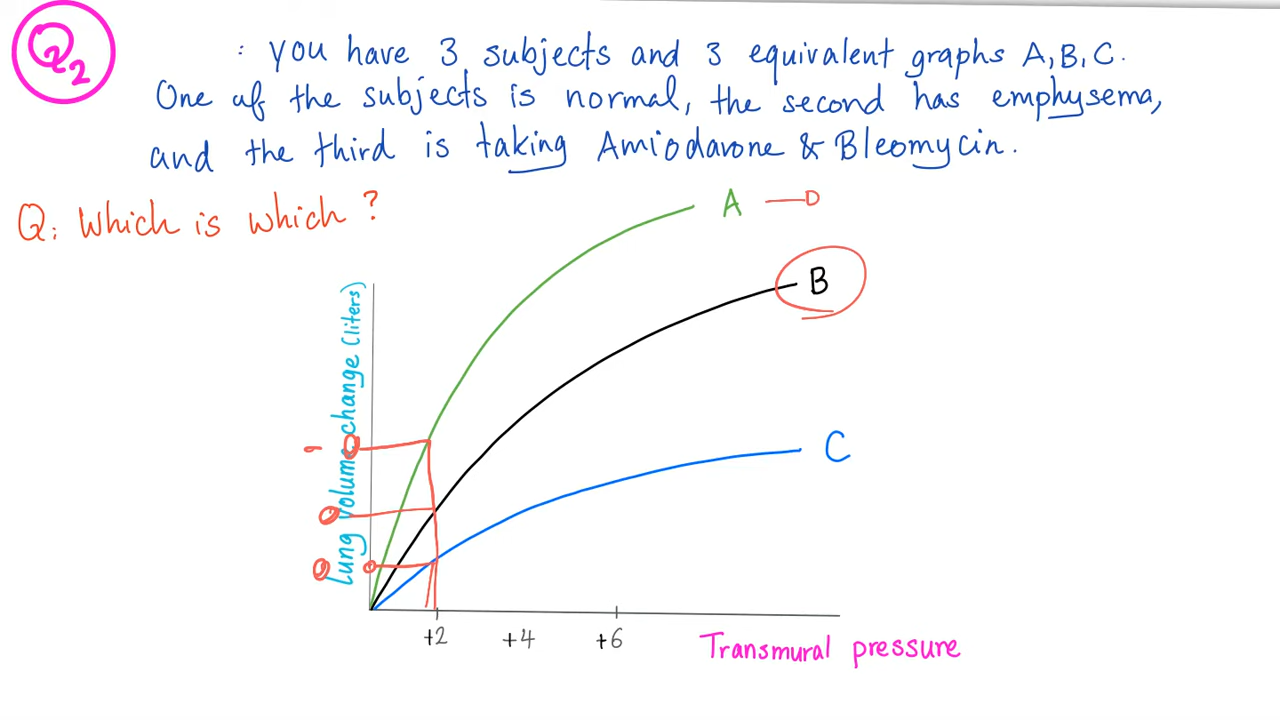 Q2
: you have 3 subjects and 3 equivalent graphs A, B, C.
One of the subjects is normal, the second has emphysema,
and the third is taking Amiodarone & Bleomycin.
Q: Which is which ?
A
B
C
Lung volume change (liters)
+2 +4 +6
Transmural pressure